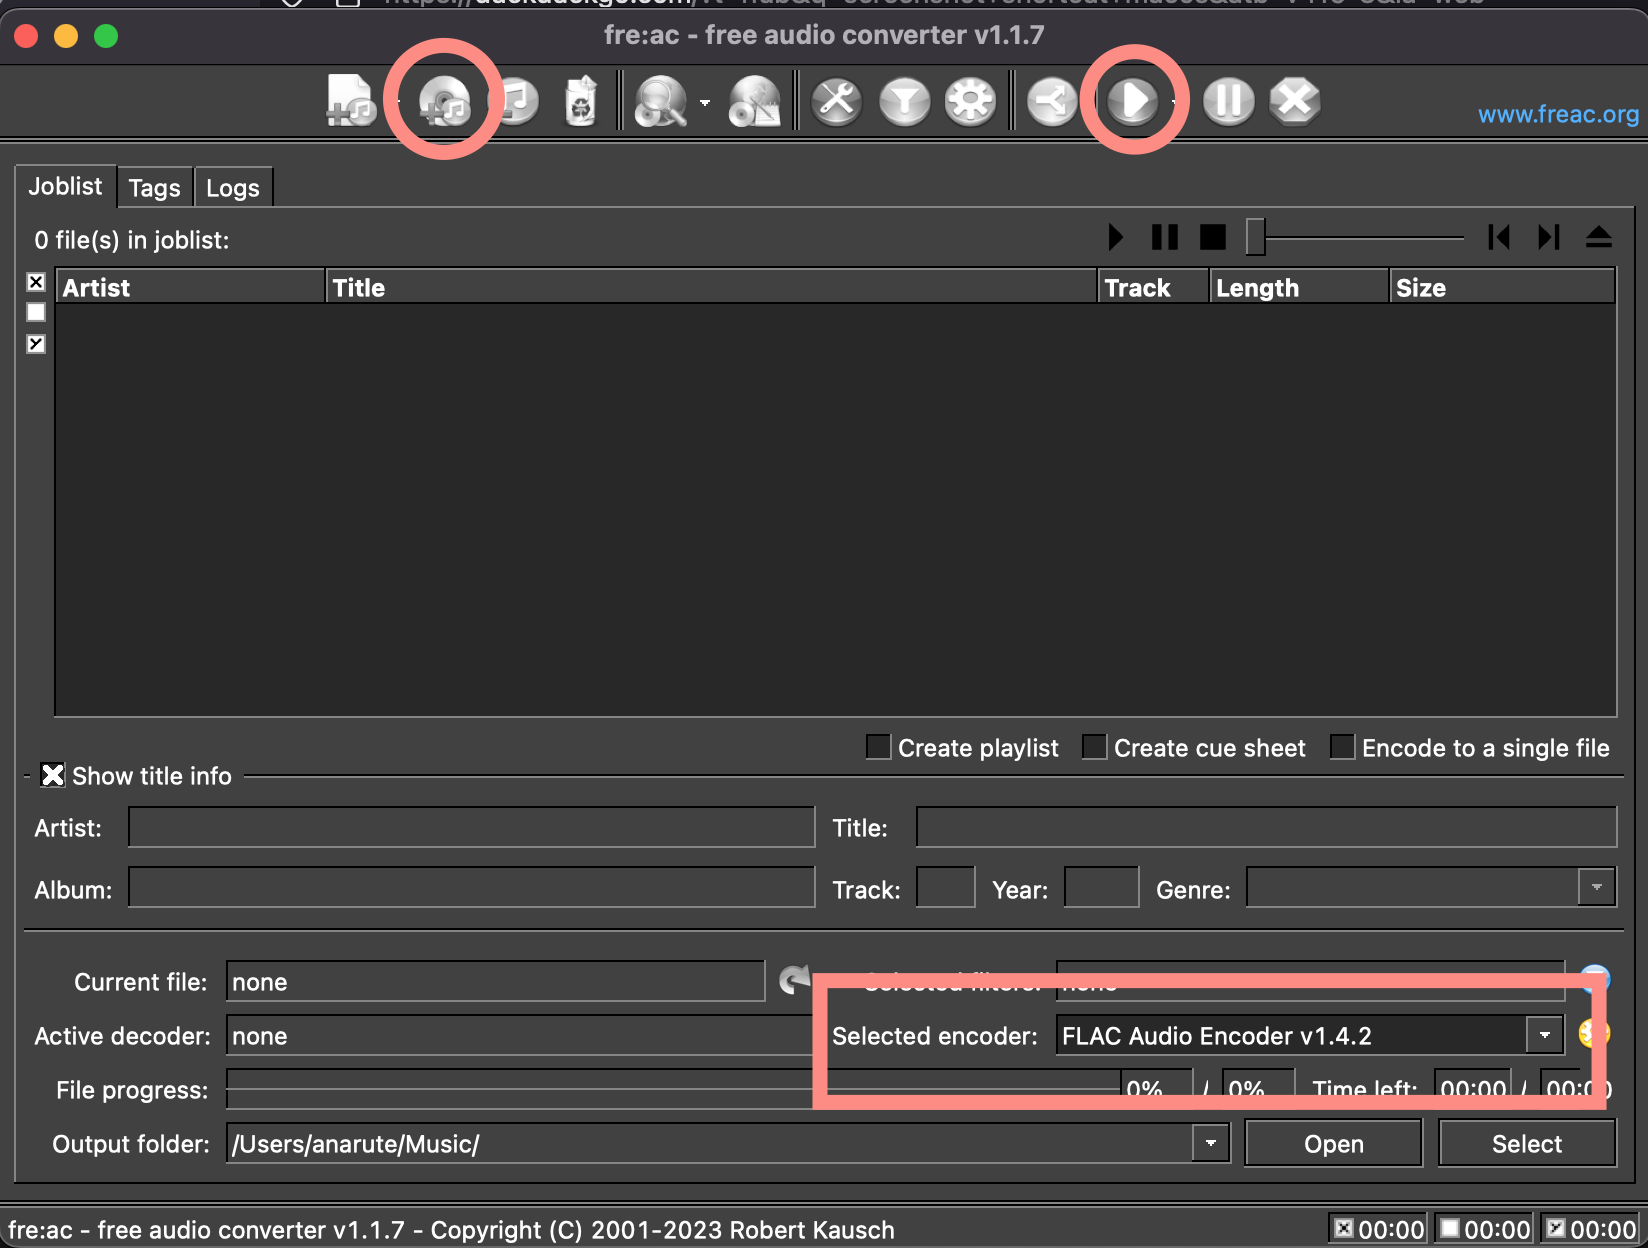 fre:ac - free audio converter v1.1.7
www.freac.org
Joblist Tags Logs
0 file(s) in joblist:
Artist Title Track Length Size
Create playlist Create cue sheet Encode to a single file
Show title info
Artist: Title:
Album: Track: Year: Genre:
Current file: none Selected filters: none
Active decoder: none Selected encoder: FLAC Audio Encoder v1.4.2
File progress: 0% / 0% Time left: 00:00 / 00:00
Output folder: /Users/anarute/Music/ Open Select
fre:ac - free audio converter v1.1.7 - Copyright (C) 2001-2023 Robert Kausch 00:00 00:00 00:00